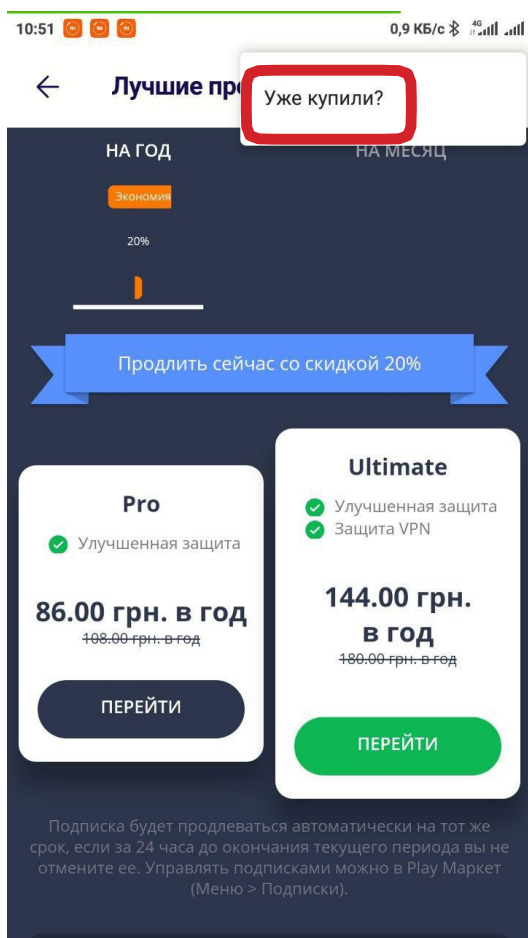 10:51
0,9 КБ/с 4G
Лучшие пр
Уже купили?
НА ГОД
НА МЕСЯЦ
Экономия
20%
Продлить сейчас со скидкой 20%
Pro
Улучшенная защита
86.00 грн. в год
108.00 грн. в год
ПЕРЕЙТИ
Ultimate
Улучшенная защита
Защита VPN
144.00 грн.
в год
180.00 грн. в год
ПЕРЕЙТИ
Подписка будет продлеваться автоматически на тот же
срок, если за 24 часа до окончания текущего периода вы не
отмените ее. Управлять подписками можно в Play Маркет
(Меню > Подписки).